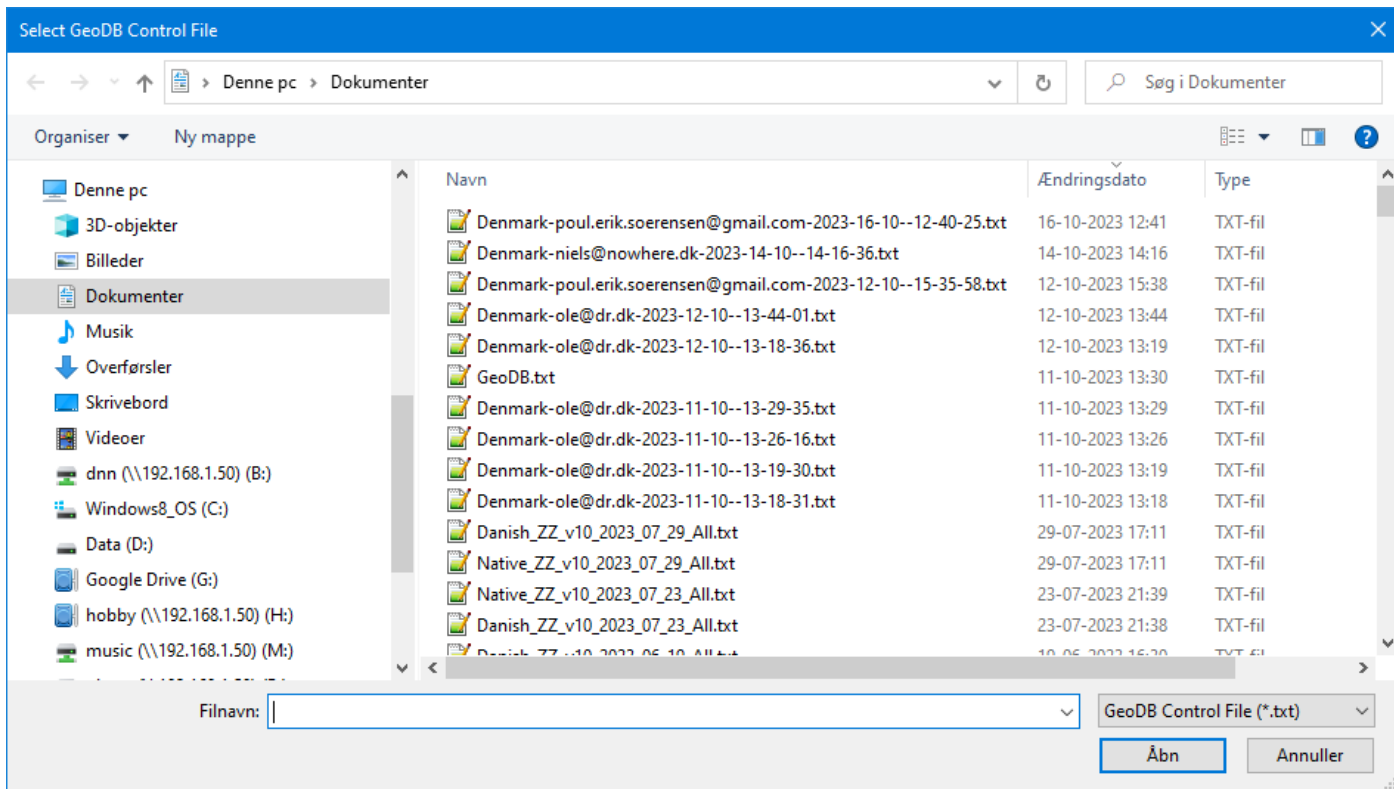 Select GeoDB Control File
Denne pc > Dokumenter
Søg i Dokumenter
Organiser
Ny mappe
Denne pc
3D-objekter
Billeder
Dokumenter
Musik
Overførsler
Skrivebord
Videoer
dnn (\\192.168.1.50) (B:)
Windows8_OS (C:)
Data (D:)
Google Drive (G:)
hobby (\\192.168.1.50) (H:)
music (\\192.168.1.50) (M:)
Navn Ændringsdato Type
Denmark-poul.erik.soerensen@gmail.com-2023-16-10--12-40-25.txt 16-10-2023 12:41 TXT-fil
Denmark-niels@nowhere.dk-2023-14-10--14-16-36.txt 14-10-2023 14:16 TXT-fil
Denmark-poul.erik.soerensen@gmail.com-2023-12-10--15-35-58.txt 12-10-2023 15:38 TXT-fil
Denmark-ole@dr.dk-2023-12-10--13-44-01.txt 12-10-2023 13:44 TXT-fil
Denmark-ole@dr.dk-2023-12-10--13-18-36.txt 12-10-2023 13:19 TXT-fil
GeoDB.txt 11-10-2023 13:30 TXT-fil
Denmark-ole@dr.dk-2023-11-10--13-29-35.txt 11-10-2023 13:29 TXT-fil
Denmark-ole@dr.dk-2023-11-10--13-26-16.txt 11-10-2023 13:26 TXT-fil
Denmark-ole@dr.dk-2023-11-10--13-19-30.txt 11-10-2023 13:19 TXT-fil
Denmark-ole@dr.dk-2023-11-10--13-18-31.txt 11-10-2023 13:18 TXT-fil
Danish_ZZ_v10_2023_07_29_All.txt 29-07-2023 17:11 TXT-fil
Native_ZZ_v10_2023_07_29_All.txt 29-07-2023 17:11 TXT-fil
Native_ZZ_v10_2023_07_23_All.txt 23-07-2023 21:39 TXT-fil
Danish_ZZ_v10_2023_07_23_All.txt 23-07-2023 21:38 TXT-fil
Filnavn:
GeoDB Control File (*.txt)
Åbn
Annuller